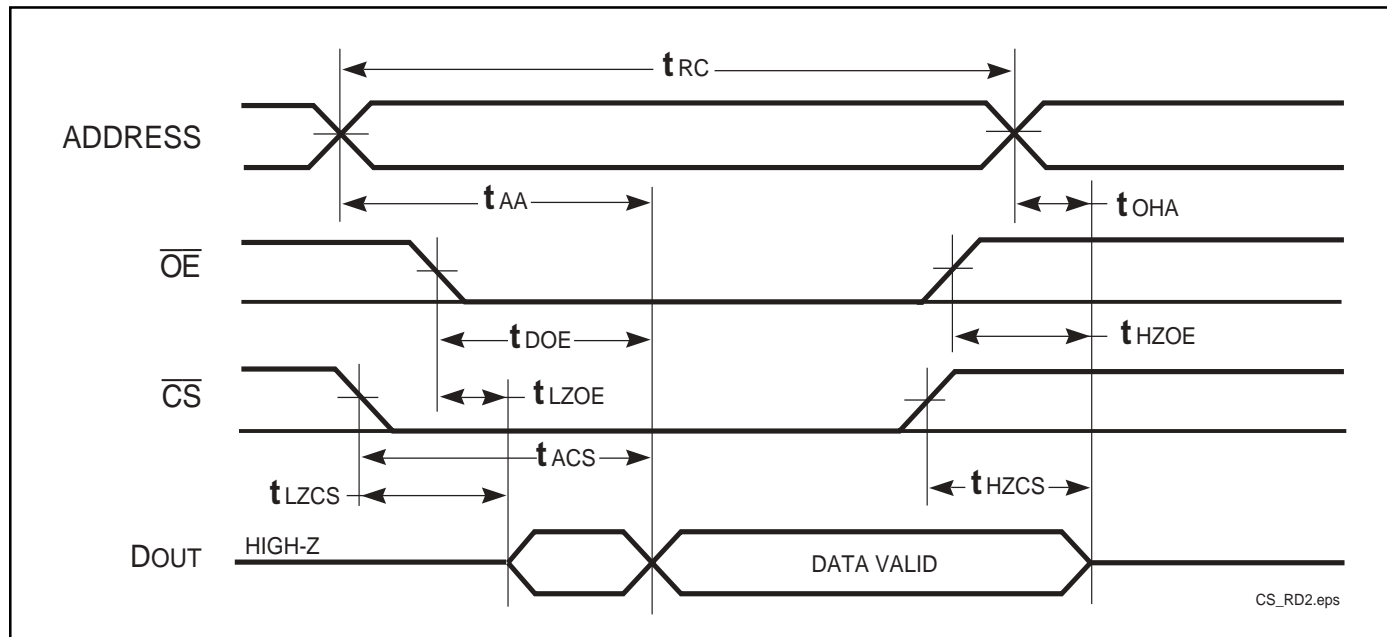 tRC
ADDRESS
tAA
tOHA
OE
tDOE
tHZOE
CS
tLZOE
tACS
tLZCS
tHZCS
DOUT
HIGH-Z
DATA VALID
CS_RD2.eps